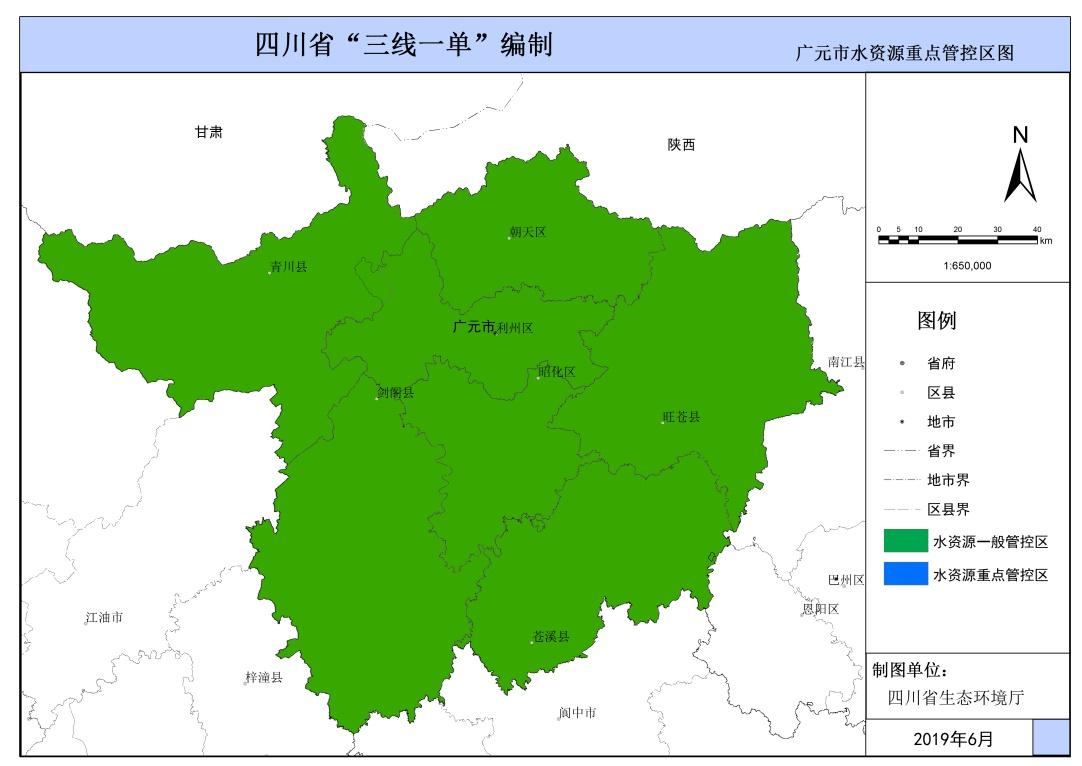 四川省“三线一单”编制
广元市水资源重点管控区图
甘肃
陕西
朝天区
青川县
广元市
利州区
昭化区
剑阁县
旺苍县
南江县
巴州区
恩阳区
江油市
苍溪县
梓潼县
阆中市
N
0 5 10 20 30 40
km
1:650,000
图例
省府
区县
地市
省界
地市界
区县界
水资源一般管控区
水资源重点管控区
制图单位：
四川省生态环境厅
2019年6月